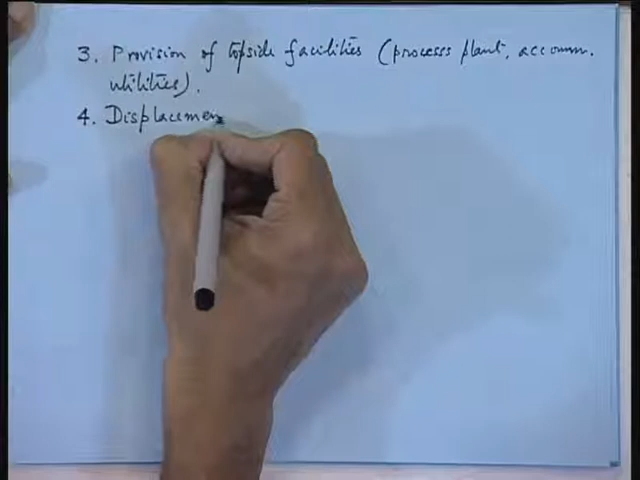 3. Provision of topside facilities (process plant, accomm.
utilities).
4. Displacemen